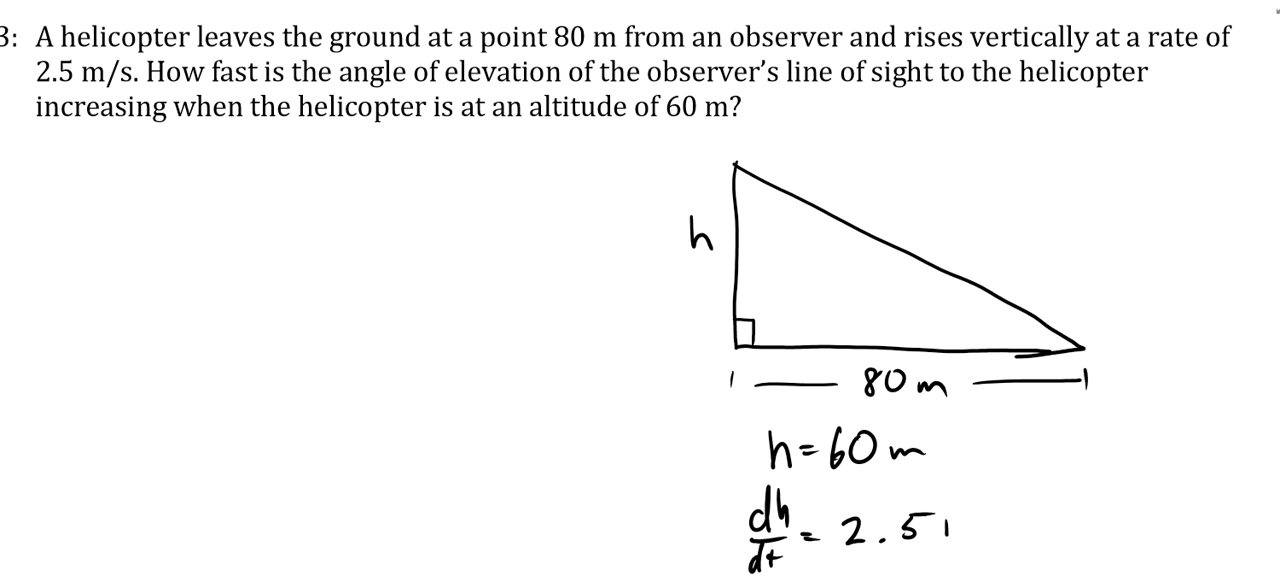 3: A helicopter leaves the ground at a point 80 m from an observer and rises vertically at a rate of
2.5 m/s. How fast is the angle of elevation of the observer's line of sight to the helicopter
increasing when the helicopter is at an altitude of 60 m?
h
80 m
h = 60 m
dh/dt = 2.5